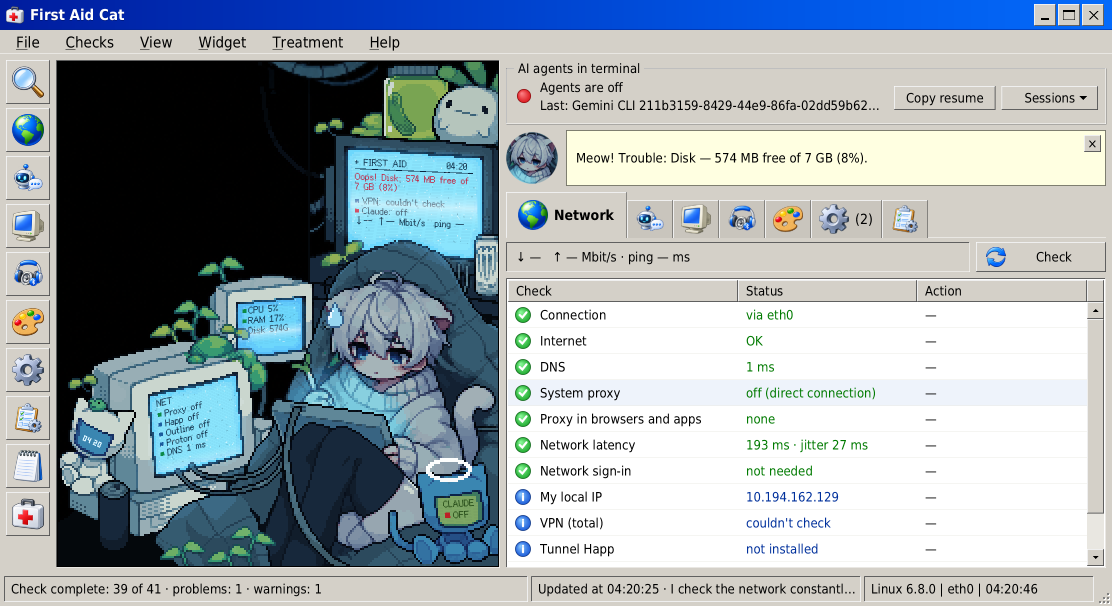 First Aid Cat
File Checks View Widget Treatment Help
AI agents in terminal
Agents are off
Last: Gemini CLI 211b3159-8429-44e9-86fa-02dd59b62...
Copy resume
Sessions
Meow! Trouble: Disk — 574 MB free of 7 GB (8%).
Network
(2)
↓ — ↑ — Mbit/s · ping — ms
Check
Check Status Action
Connection via eth0 —
Internet OK —
DNS 1 ms —
System proxy off (direct connection) —
Proxy in browsers and apps none —
Network latency 193 ms · jitter 27 ms —
Network sign-in not needed —
My local IP 10.194.162.129 —
VPN (total) couldn't check —
Tunnel Happ not installed —
FIRST AID 04:20
Oops! Disk: 574 MB free of
7 GB (8%)
VPN: couldn't check
Claude: off
↓— ↑— Mbit/s ping —
CPU 5%
RAM 17%
Disk 574G
NET
Proxy off
Happ off
Outline off
Proton off
DNS 1 ms
04 20
CLAUDE
OFF
Check complete: 39 of 41 · problems: 1 · warnings: 1
Updated at 04:20:25 · I check the network constantl...
Linux 6.8.0 | eth0 | 04:20:46